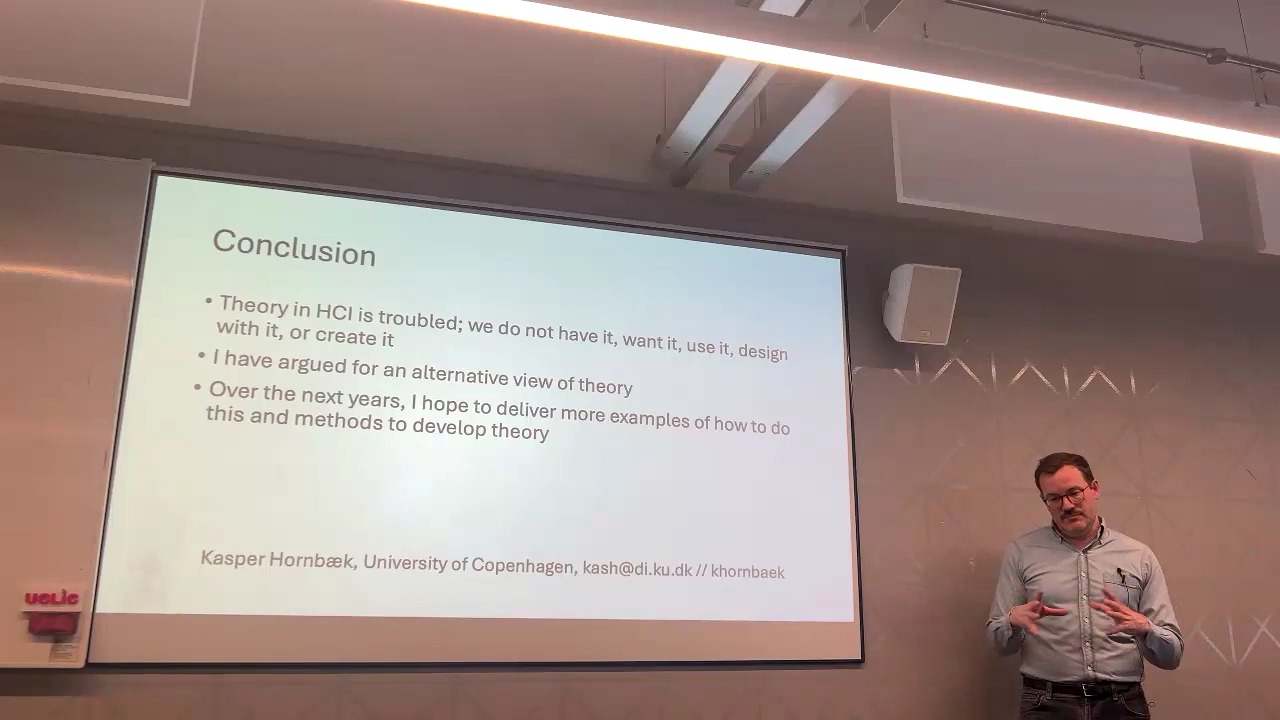 Conclusion
• Theory in HCI is troubled; we do not have it, want it, use it, design
with it, or create it
• I have argued for an alternative view of theory
• Over the next years, I hope to deliver more examples of how to do
this and methods to develop theory
Kasper Hornbæk, University of Copenhagen, kash@di.ku.dk // khornbaek